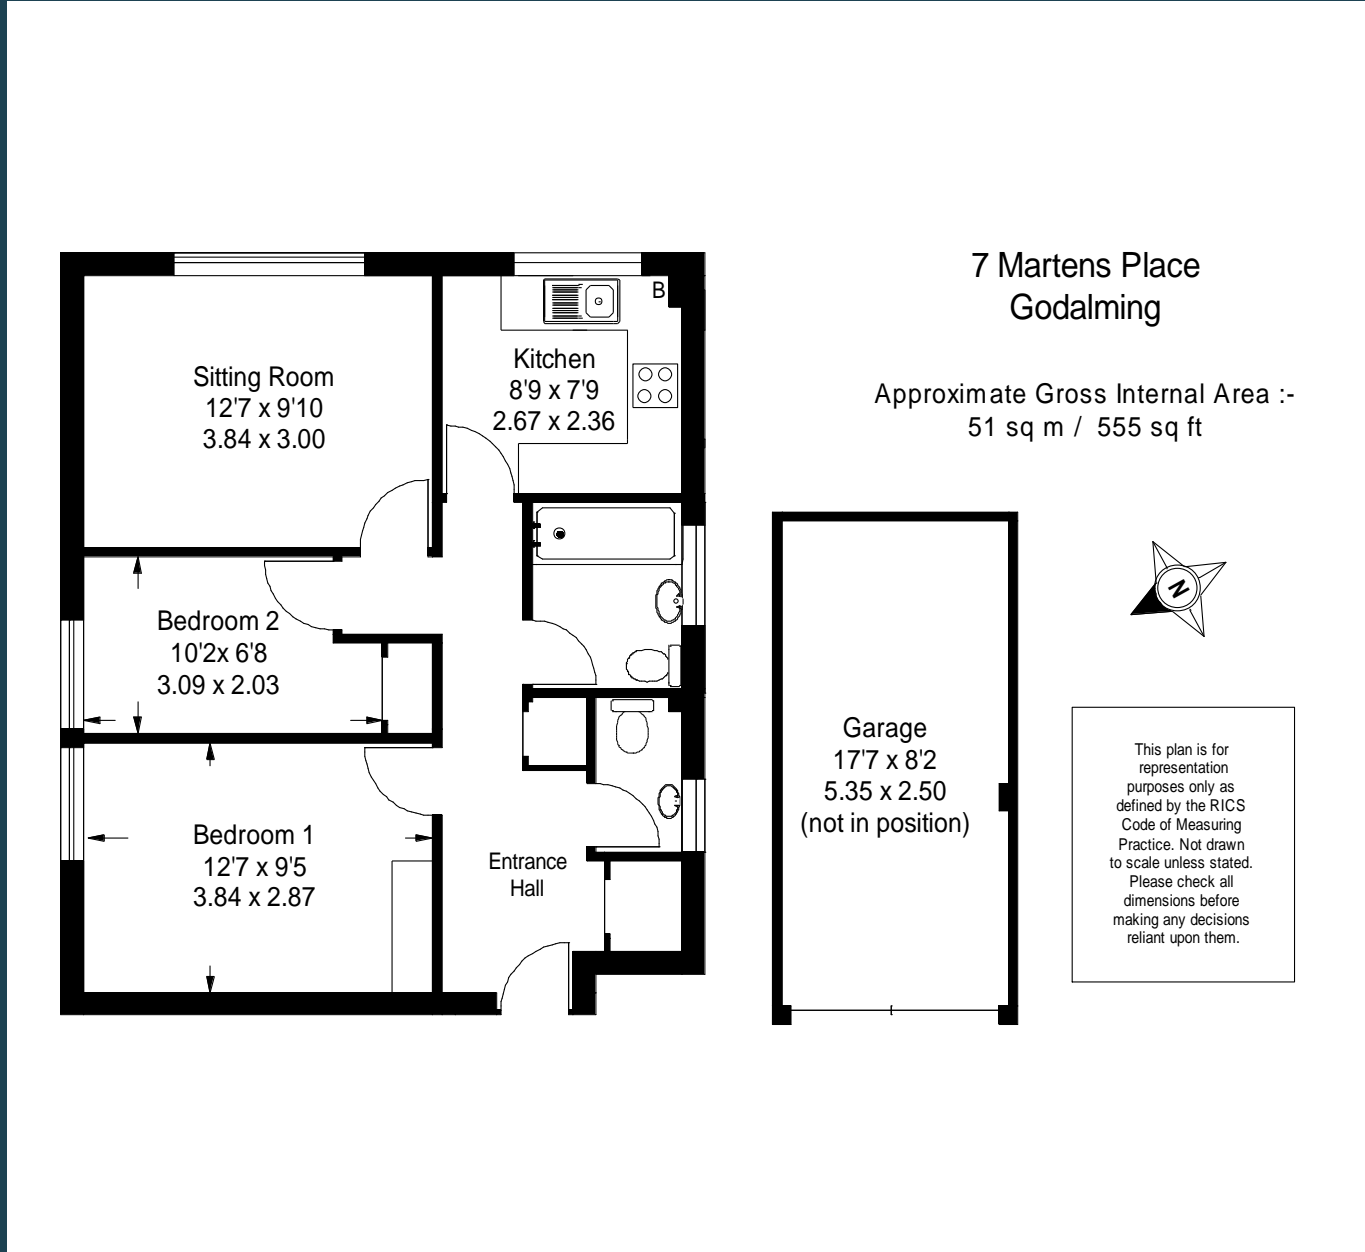 7 Martens Place
Godalming
Approximate Gross Internal Area :-
51 sq m / 555 sq ft
Sitting Room
12'7 x 9'10
3.84 x 3.00
Kitchen
8'9 x 7'9
2.67 x 2.36
B
Bedroom 2
10'2x 6'8
3.09 x 2.03
Bedroom 1
12'7 x 9'5
3.84 x 2.87
Entrance
Hall
Garage
17'7 x 8'2
5.35 x 2.50
(not in position)
N
This plan is for
representation
purposes only as
defined by the RICS
Code of Measuring
Practice. Not drawn
to scale unless stated.
Please check all
dimensions before
making any decisions
reliant upon them.